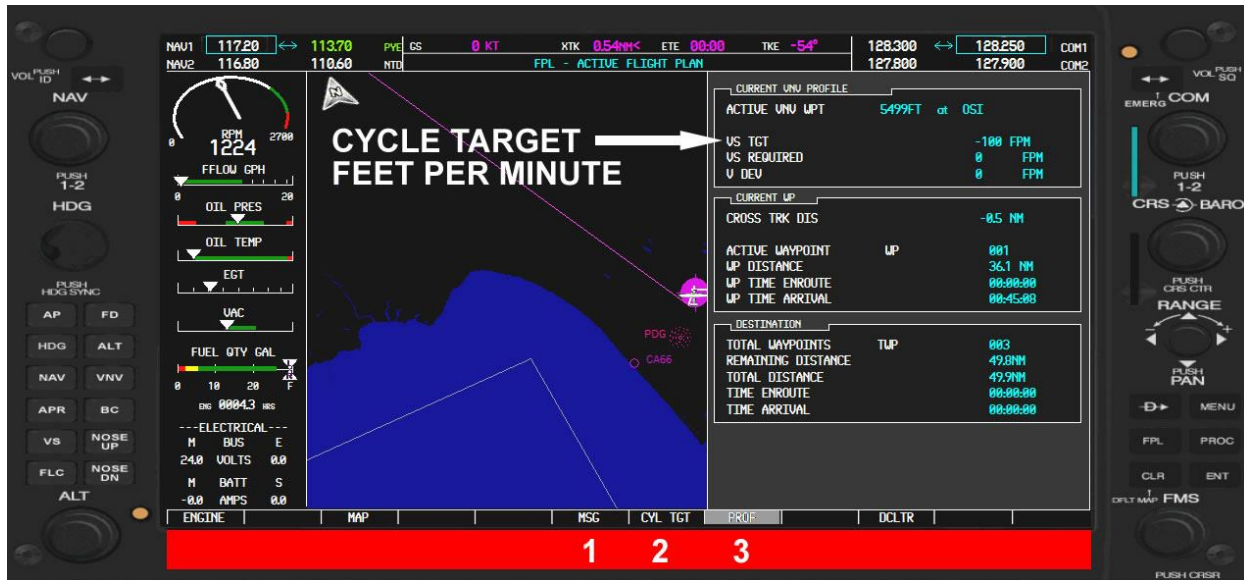 NAV1 117.20 ↔ 113.70 PYE GS 0 KT XTK 0.54NM< ETE 00:00 TKE -54° 128.300 ↔ 128.250 COM1
NAV2 116.80 110.60 NTD FPL - ACTIVE FLIGHT PLAN 127.800 127.900 COM2
VOL PUSH ID
NAV
PUSH
1-2
HDG
PUSH
HDG SYNC
AP FD
HDG ALT
NAV VNV
APR BC
VS NOSE UP
FLC NOSE DN
ALT
RPM
0 1224 2700
FFLOW GPH
0 20
OIL PRES
OIL TEMP
EGT
VAC
FUEL QTY GAL
0 10 20 F
ENG 0004.3 HRS
---ELECTRICAL---
M BUS E
24.0 VOLTS 0.0
M BATT S
-0.0 AMPS 0.0
N
CYCLE TARGET
FEET PER MINUTE
PDG
CA66
CURRENT VNV PROFILE
ACTIVE VNV WPT 5499FT at OSI
VS TGT -100 FPM
VS REQUIRED 0 FPM
V DEV 0 FPM
CURRENT WP
CROSS TRK DIS -0.5 NM
ACTIVE WAYPOINT WP 001
WP DISTANCE 36.1 NM
WP TIME ENROUTE 00:00:00
WP TIME ARRIVAL 00:45:08
DESTINATION
TOTAL WAYPOINTS TWP 003
REMAINING DISTANCE 49.8NM
TOTAL DISTANCE 49.9NM
TIME ENROUTE 00:00:00
TIME ARRIVAL 00:00:00
VOL PUSH SQ
EMERG COM
PUSH
1-2
CRS BARO
PUSH
CRS CTR
RANGE
- +
PUSH
PAN
D MENU
FPL PROC
CLR ENT
DFLT MAP FMS
PUSH CRSR
ENGINE MAP MSG CYL TGT PROF DCLTR
1 2 3